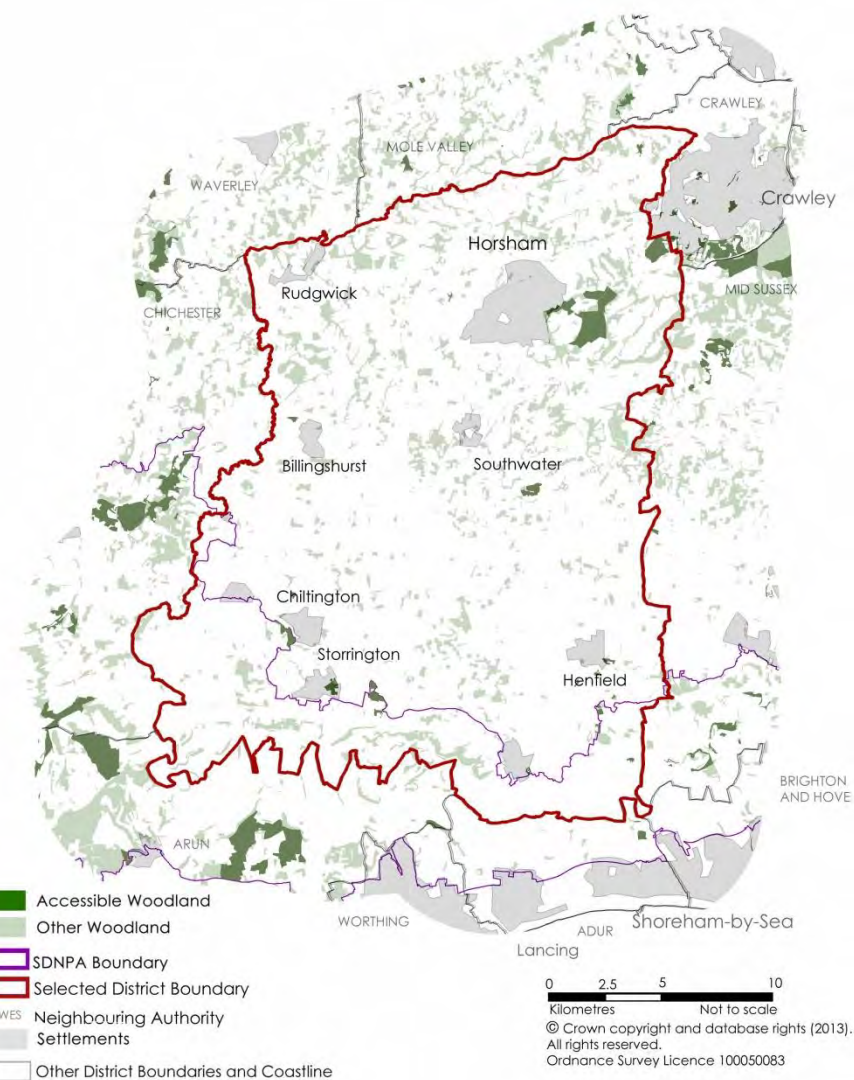 CRAWLEY
MOLE VALLEY
WAVERLEY
Crawley
Horsham
Rudgwick
MID SUSSEX
CHICHESTER
Billingshurst
Southwater
Chiltington
Storrington
Henfield
BRIGHTON
AND HOVE
ARUN
WORTHING
ADUR
Shoreham-by-Sea
Lancing
Accessible Woodland
Other Woodland
SDNPA Boundary
Selected District Boundary
WES Neighbouring Authority
Settlements
Other District Boundaries and Coastline
0 2.5 5 10
Kilometres Not to scale
© Crown copyright and database rights (2013).
All rights reserved.
Ordnance Survey Licence 100050083